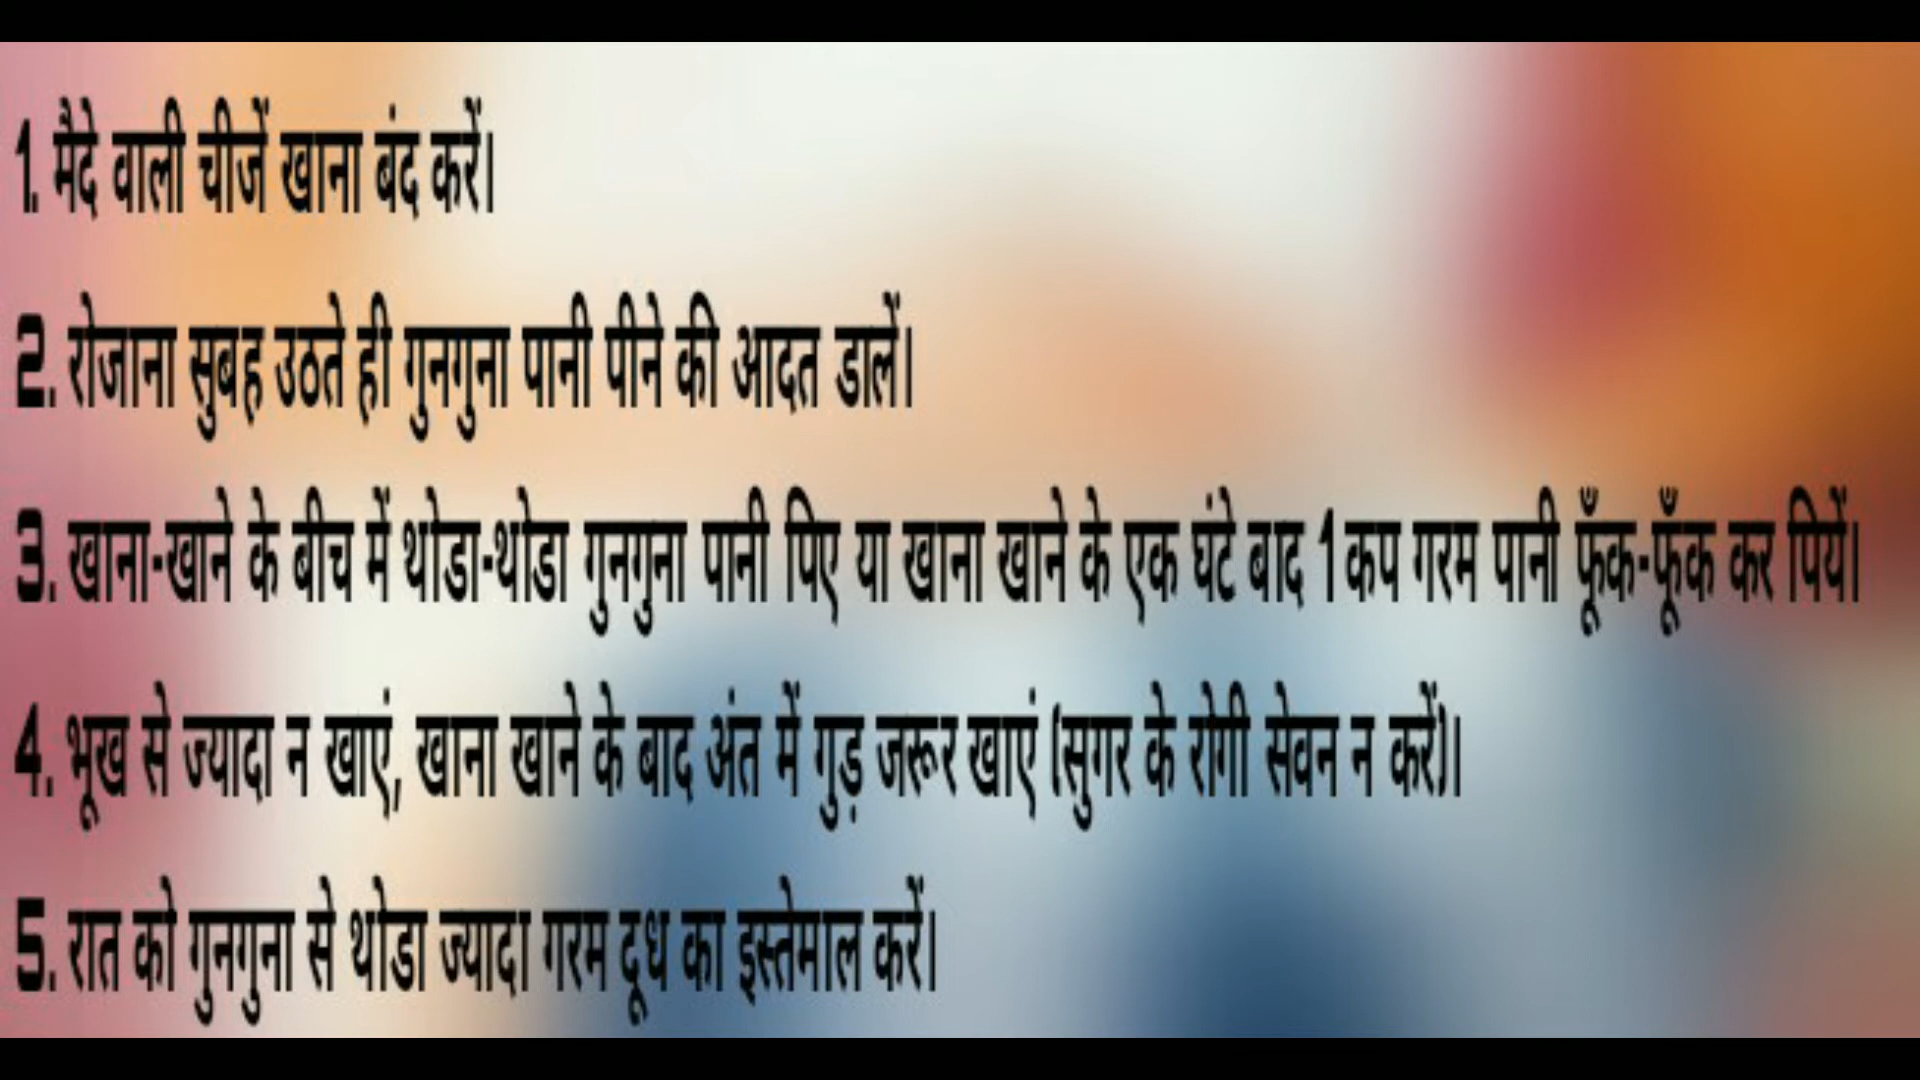 1. मैदे वाली चीजें खाना बंद करें।
2. रोजाना सुबह उठते ही गुनगुना पानी पीने की आदत डालें।
3. खाना-खाने के बीच में थोडा-थोडा गुनगुना पानी पिए या खाना खाने के एक घंटे बाद 1 कप गरम पानी फूँक-फूँक कर पियें।
4. भूख से ज्यादा न खाएं, खाना खाने के बाद अंत में गुड़ जरूर खाएं (सुगर के रोगी सेवन न करें)।
5. रात को गुनगुना से थोडा ज्यादा गरम दूध का इस्तेमाल करें।